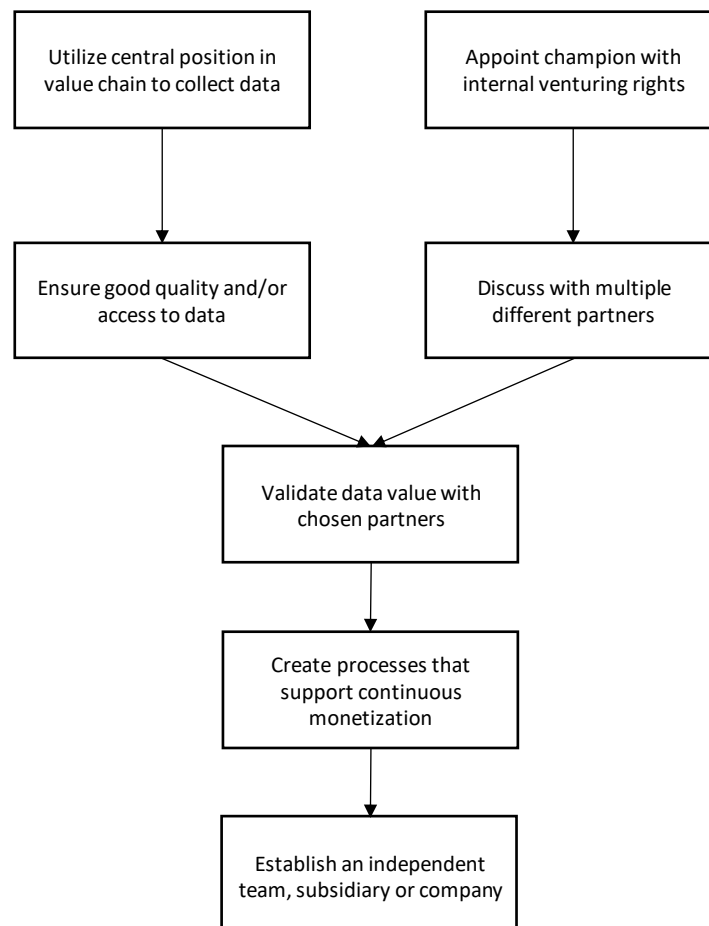 Utilize central position in
value chain to collect data
Appoint champion with
internal venturing rights
Ensure good quality and/or
access to data
Discuss with multiple
different partners
Validate data value with
chosen partners
Create processes that
support continuous
monetization
Establish an independent
team, subsidiary or company